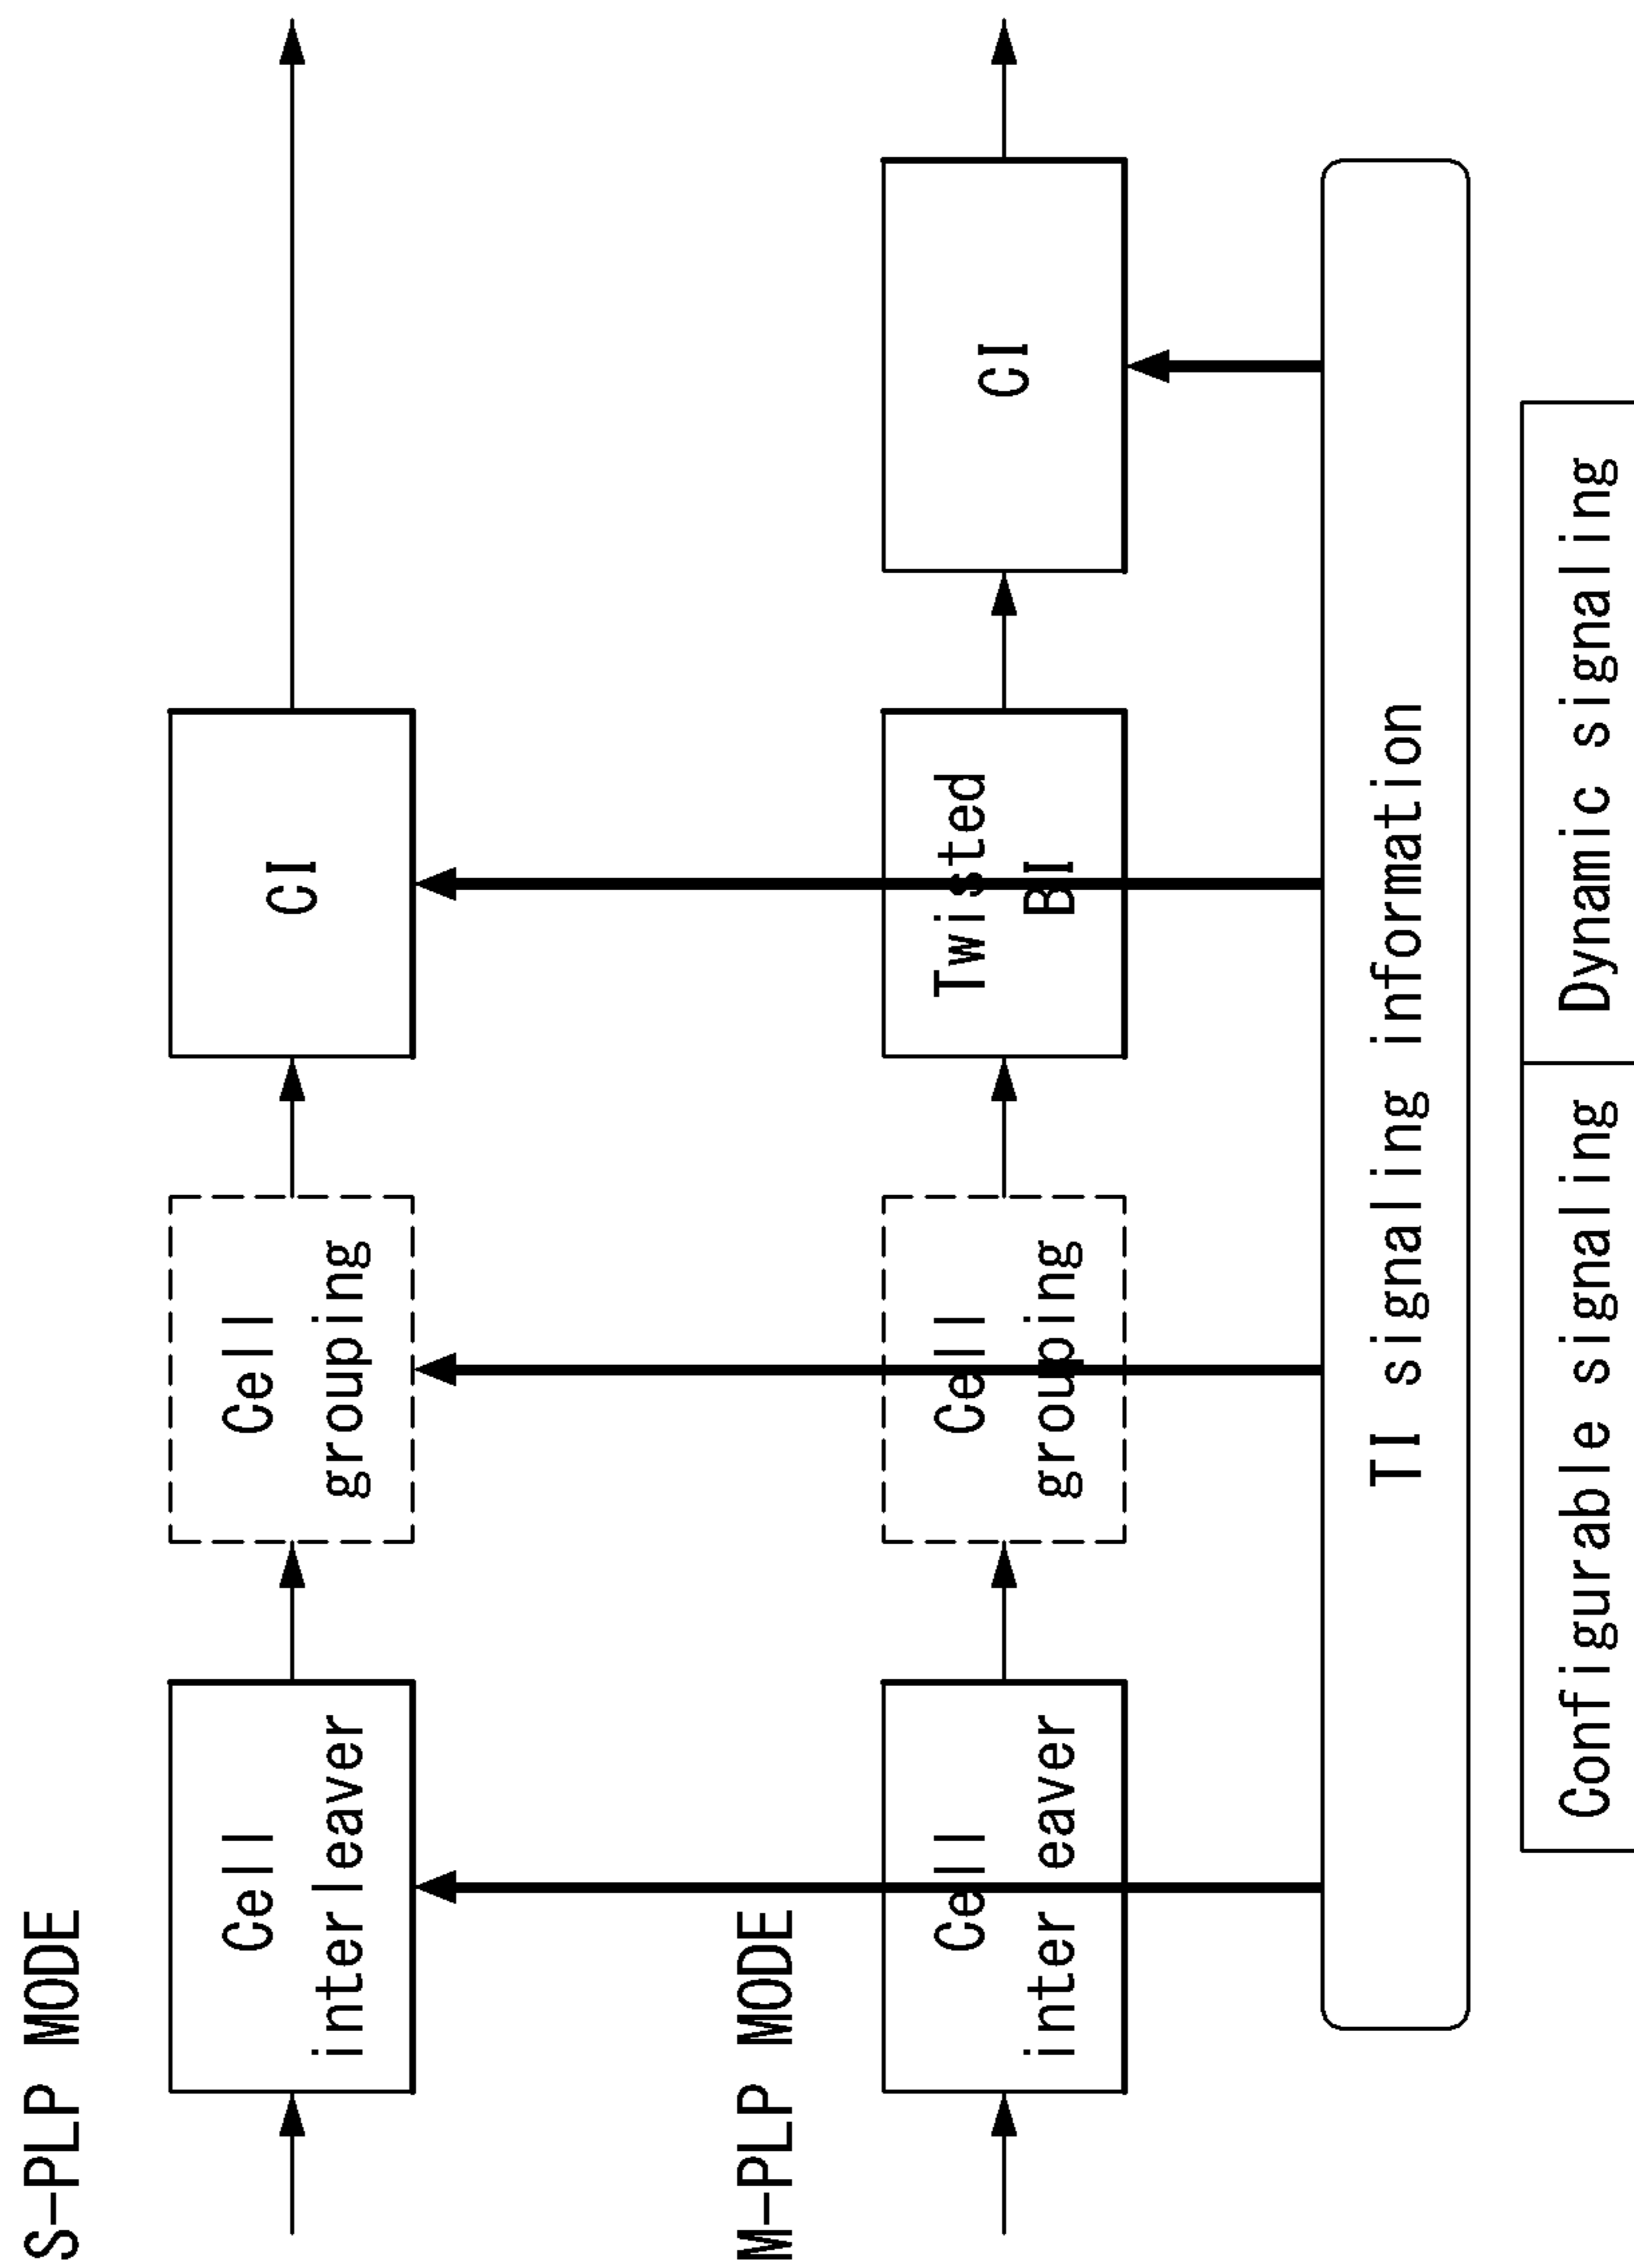 S-PLP MODE
Cell
interleaver
Cell
grouping
CI
M-PLP MODE
Cell
interleaver
Cell
grouping
Twisted
BI
CI
TI signaling information
Configurable signaling
Dynamic signaling